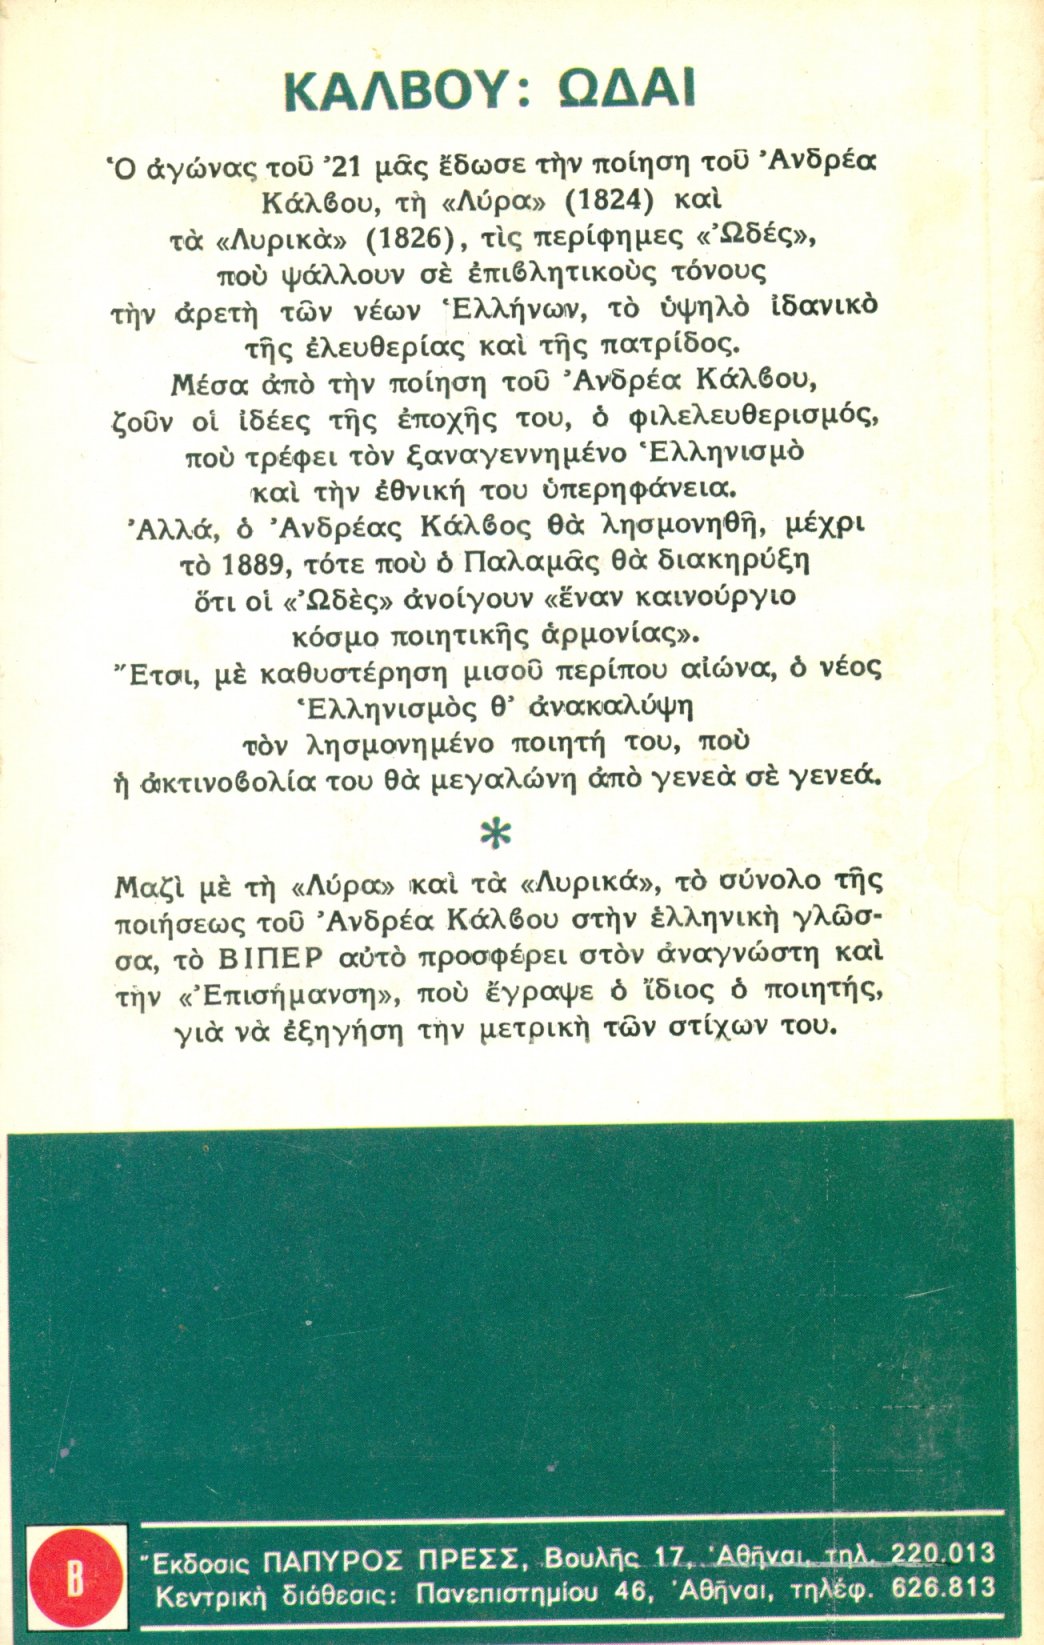 ΚΑΛΒΟΥ: ΩΔΑΙ
Ὁ ἀγώνας τοῦ ’21 μᾶς ἔδωσε τὴν ποίηση τοῦ Ἀνδρέα
Κάλβου, τὴ «Λύρα» (1824) καὶ
τὰ «Λυρικὰ» (1826), τὶς περίφημες «Ὠδές»,
ποὺ ψάλλουν σὲ ἐπιβλητικοὺς τόνους
τὴν ἀρετὴ τῶν νέων Ἑλλήνων, τὸ ὑψηλὸ ἰδανικὸ
τῆς ἐλευθερίας καὶ τῆς πατρίδος.
Μέσα ἀπὸ τὴν ποίηση τοῦ Ἀνδρέα Κάλβου,
ζοῦν οἱ ἰδέες τῆς ἐποχῆς του, ὁ φιλελευθερισμός,
ποὺ τρέφει τὸν ξαναγεννημένο Ἑλληνισμὸ
καὶ τὴν ἐθνική του ὑπερηφάνεια.
Ἀλλά, ὁ Ἀνδρέας Κάλβος θὰ λησμονηθῆ, μέχρι
τὸ 1889, τότε ποὺ ὁ Παλαμᾶς θὰ διακηρύξη
ὅτι οἱ «Ὠδὲς» ἀνοίγουν «ἕναν καινούργιο
κόσμο ποιητικῆς ἁρμονίας».
Ἔτσι, μὲ καθυστέρηση μισοῦ περίπου αἰώνα, ὁ νέος
Ἑλληνισμὸς θ’ ἀνακαλύψη
τὸν λησμονημένο ποιητή του, ποὺ
ἡ ἀκτινοβολία του θὰ μεγαλώνη ἀπὸ γενεὰ σὲ γενεά.
*
Μαζὶ μὲ τὴ «Λύρα» καὶ τὰ «Λυρικά», τὸ σύνολο τῆς
ποιήσεως τοῦ Ἀνδρέα Κάλβου στὴν ἑλληνικὴ γλῶσ-
σα, τὸ ΒΙΠΕΡ αὐτὸ προσφέρει στὸν ἀναγνώστη καὶ
τὴν «Ἐπισήμανση», ποὺ ἔγραψε ὁ ἴδιος ὁ ποιητής,
γιὰ νὰ ἐξηγήση τὴν μετρικὴ τῶν στίχων του.
Β
Ἔκδοσις ΠΑΠΥΡΟΣ ΠΡΕΣΣ, Βουλῆς 17, Ἀθῆναι, τηλ. 220.013
Κεντρικὴ διάθεσις: Πανεπιστημίου 46, Ἀθῆναι, τηλέφ. 626.813